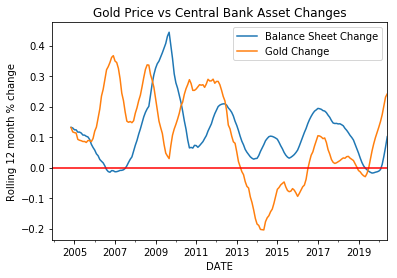 Gold Price vs Central Bank Asset Changes
Balance Sheet Change
Gold Change
Rolling 12 month % change
0.4
0.3
0.2
0.1
0.0
−0.1
−0.2
2005 2007 2009 2011 2013 2015 2017 2019
DATE